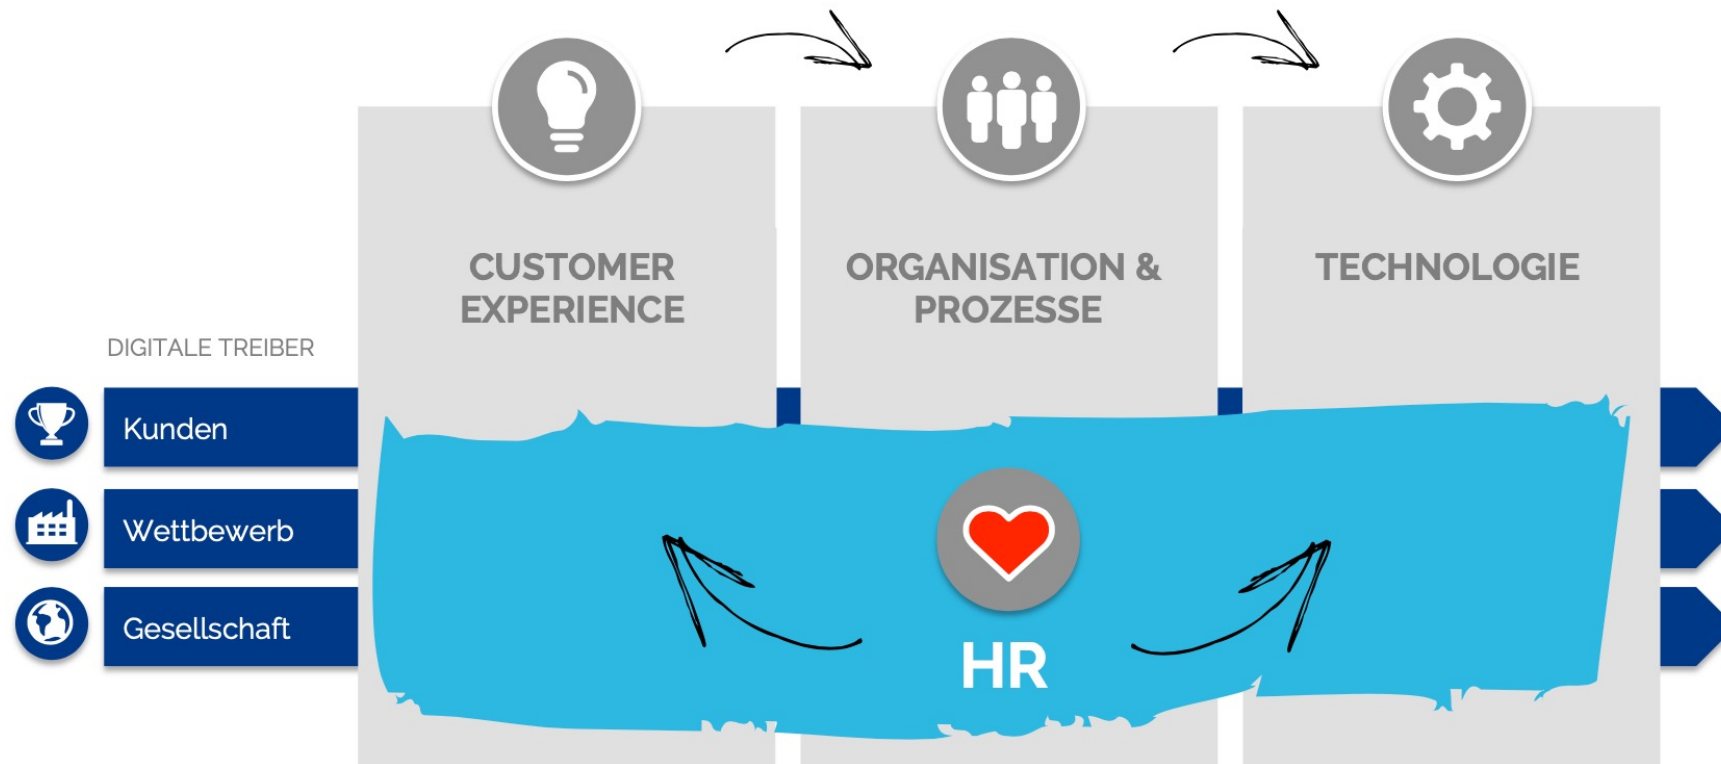 CUSTOMER
EXPERIENCE
ORGANISATION &
PROZESSE
TECHNOLOGIE
DIGITALE TREIBER
Kunden
Wettbewerb
Gesellschaft
HR